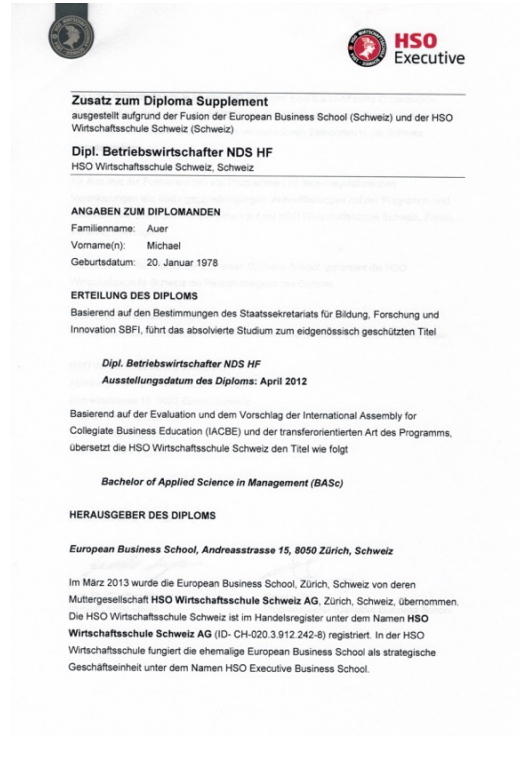 HSO
Executive
Zusatz zum Diploma Supplement
ausgestellt aufgrund der Fusion der European Business School (Schweiz) und der HSO
Wirtschaftsschule Schweiz (Schweiz)
Dipl. Betriebswirtschafter NDS HF
HSO Wirtschaftsschule Schweiz, Schweiz
ANGABEN ZUM DIPLOMANDEN
Familienname: Auer
Vorname(n): Michael
Geburtsdatum: 20. Januar 1978
ERTEILUNG DES DIPLOMS
Basierend auf den Bestimmungen des Staatssekretariats für Bildung, Forschung und
Innovation SBFI, führt das absolvierte Studium zum eidgenössisch geschützten Titel
Dipl. Betriebswirtschafter NDS HF
Ausstellungsdatum des Diploms: April 2012
Basierend auf der Evaluation und dem Vorschlag der International Assembly for
Collegiate Business Education (IACBE) und der transferorientierten Art des Programms,
übersetzt die HSO Wirtschaftsschule Schweiz den Titel wie folgt
Bachelor of Applied Science in Management (BASc)
HERAUSGEBER DES DIPLOMS
European Business School, Andreasstrasse 15, 8050 Zürich, Schweiz
Im März 2013 wurde die European Business School, Zürich, Schweiz von deren
Muttergesellschaft HSO Wirtschaftsschule Schweiz AG, Zürich, Schweiz, übernommen.
Die HSO Wirtschaftsschule Schweiz ist im Handelsregister unter dem Namen HSO
Wirtschaftsschule Schweiz AG (ID- CH-020.3.912.242-8) registriert. In der HSO
Wirtschaftsschule fungiert die ehemalige European Business School als strategische
Geschäftseinheit unter dem Namen HSO Executive Business School.